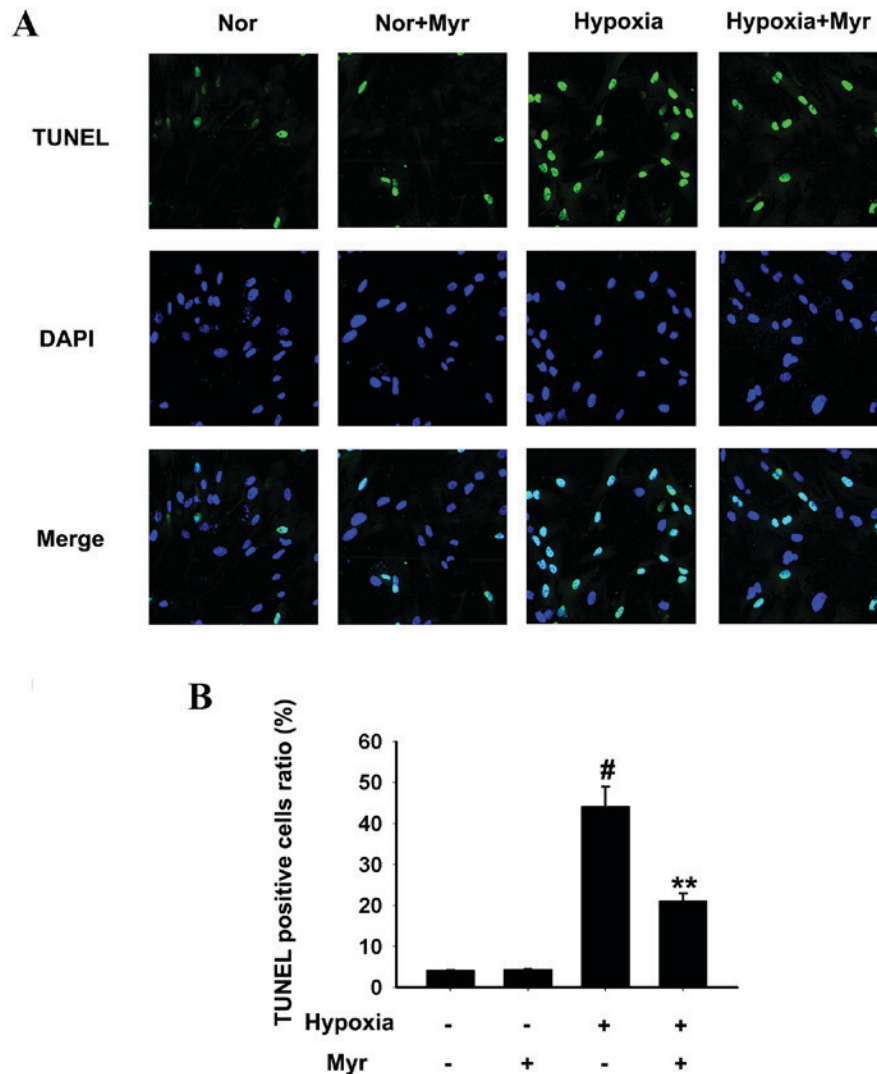 A
Nor Nor+Myr Hypoxia Hypoxia+Myr
TUNEL
DAPI
Merge
B
TUNEL positive cells ratio (%)
60
50
40
30
20
10
0
#
**
Hypoxia - - + +
Myr - + - +